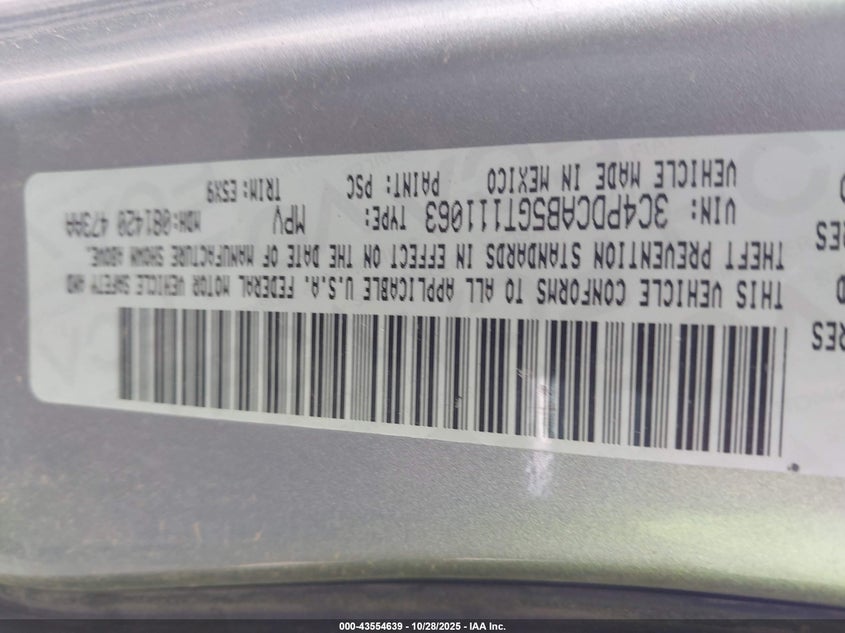 THIS VEHICLE CONFORMS TO ALL APPLICABLE U.S.A. FEDERAL MOTOR VEHICLE SAFETY AND
THEFT PREVENTION STANDARDS IN EFFECT ON THE DATE OF MANUFACTURE SHOWN ABOVE.
VIN: 3C4PDCAB5GT111063 TYPE: MPV MDH:081420 473AA
VEHICLE MADE IN MEXICO PAINT: PSC TRIM: E5X9
000-43554639 - 10/28/2025 - IAA Inc.